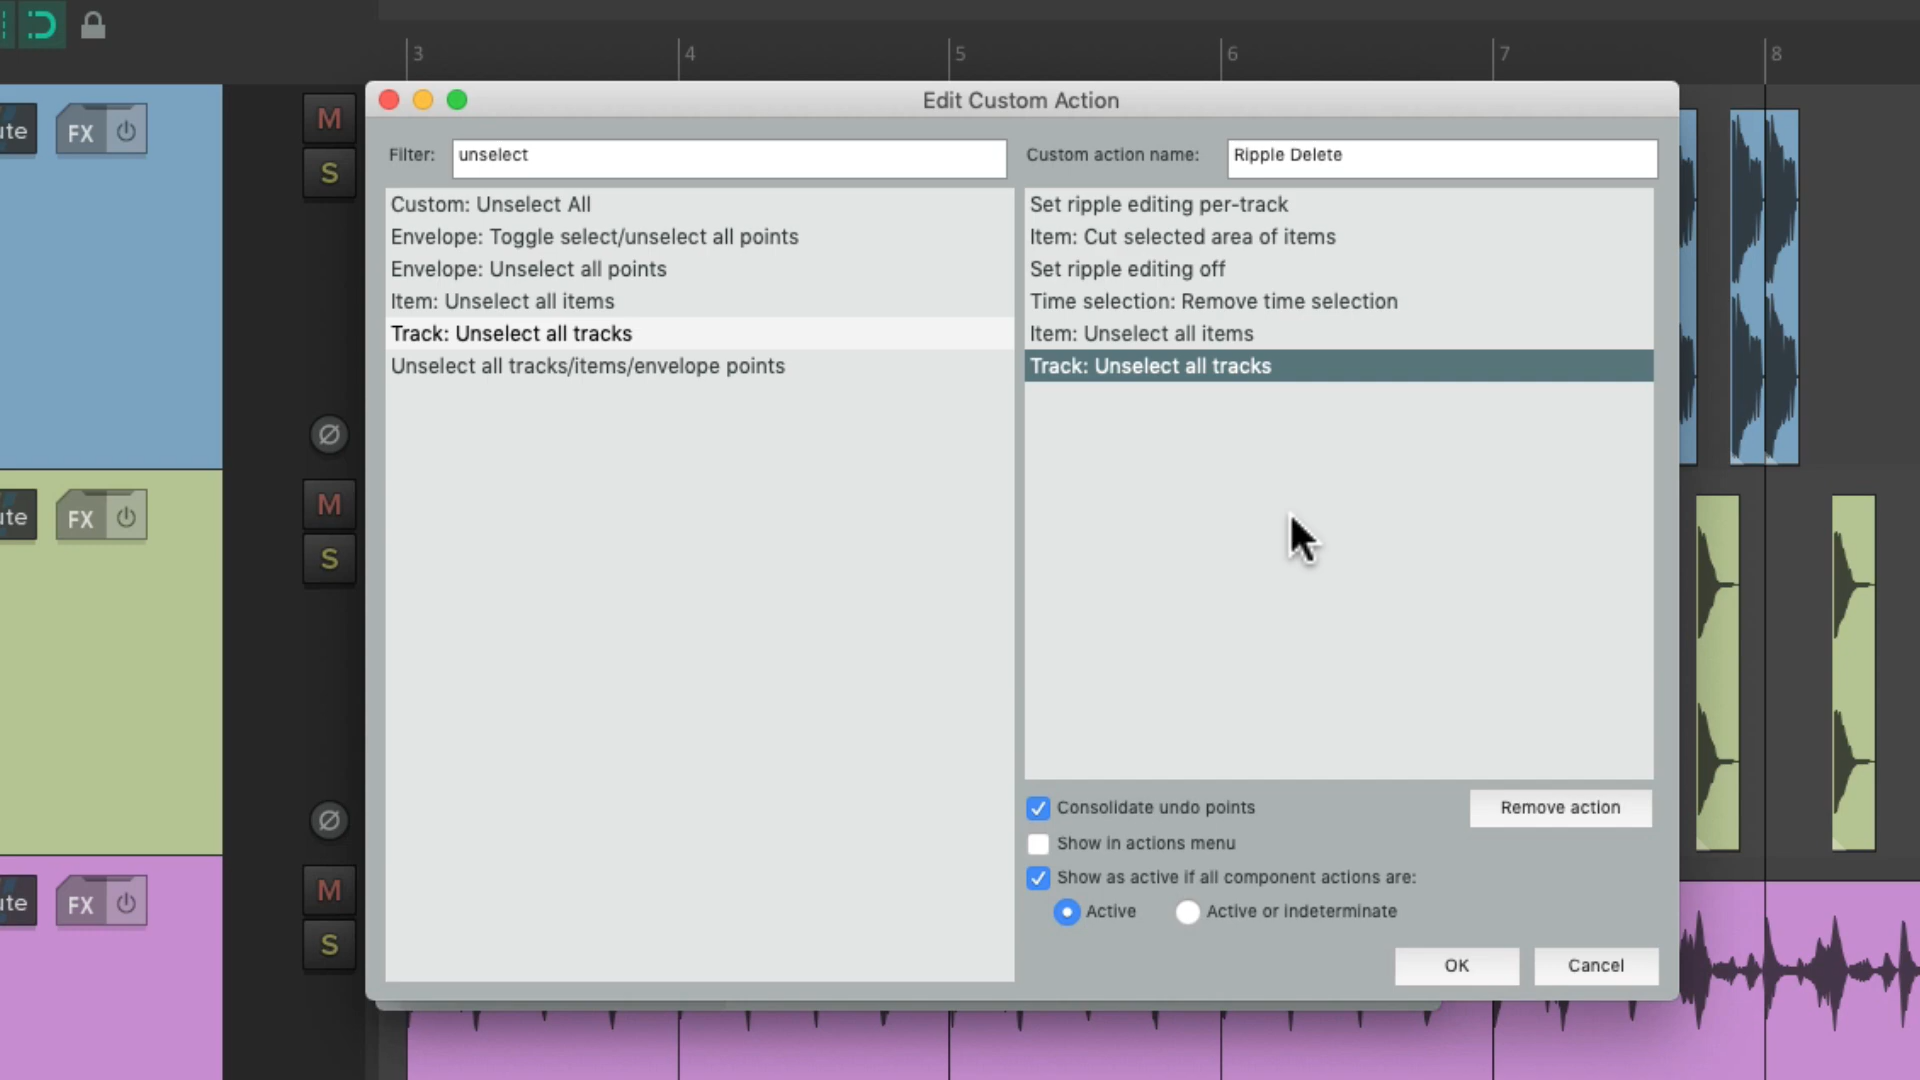 3
4
5
6
7
8
Edit Custom Action
Filter: unselect
Custom action name: Ripple Delete
Custom: Unselect All
Envelope: Toggle select/unselect all points
Envelope: Unselect all points
Item: Unselect all items
Track: Unselect all tracks
Unselect all tracks/items/envelope points
Set ripple editing per-track
Item: Cut selected area of items
Set ripple editing off
Time selection: Remove time selection
Item: Unselect all items
Track: Unselect all tracks
Consolidate undo points
Remove action
Show in actions menu
Show as active if all component actions are:
Active
Active or indeterminate
OK
Cancel
ute FX M
S
Ø
ute FX M
S
Ø
ute FX M
S